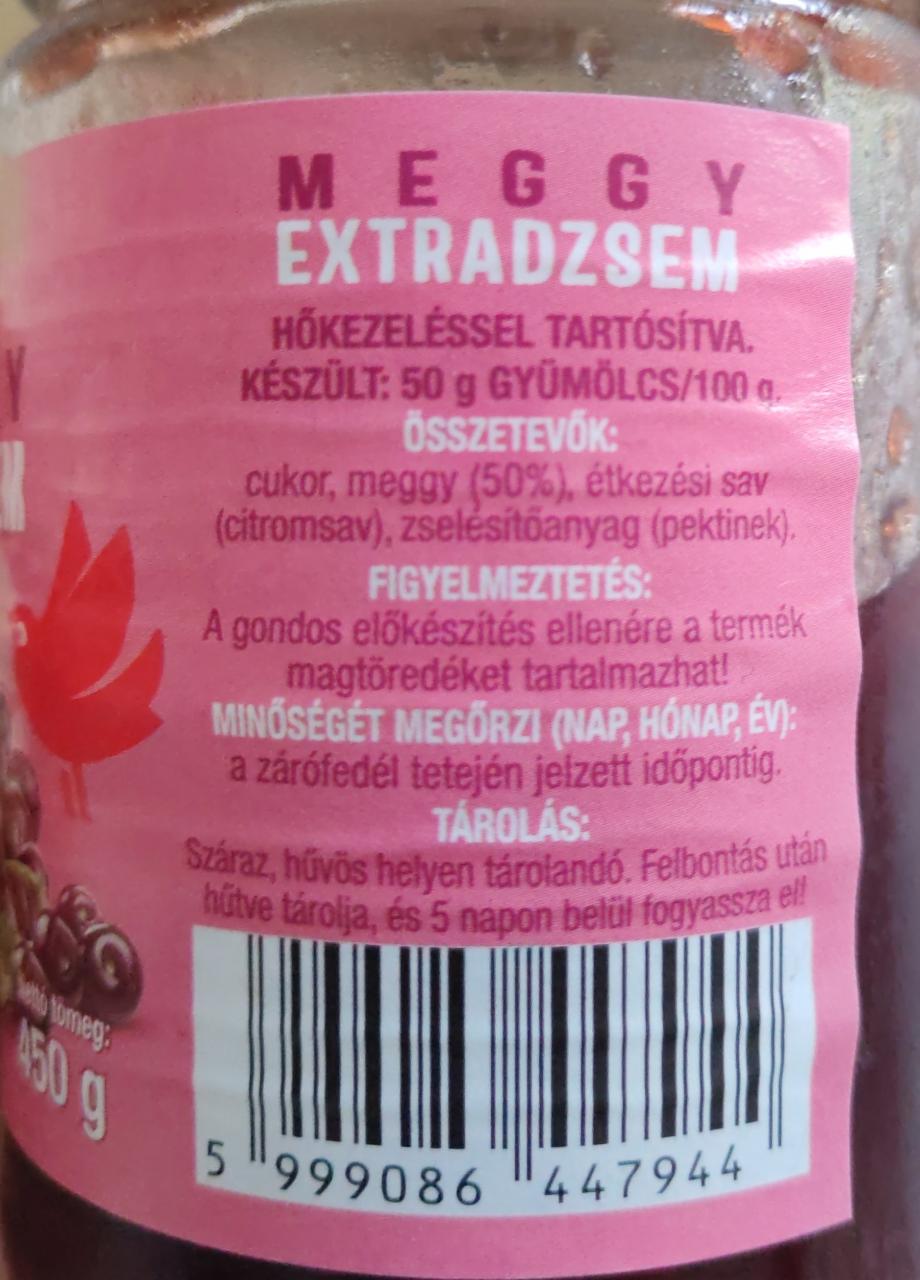 MEGGY
EXTRADZSEM
HŐKEZELÉSSEL TARTÓSÍTVA.
KÉSZÜLT: 50 g GYÜMÖLCS/100 g.
ÖSSZETEVŐK:
cukor, meggy (50%), étkezési sav
(citromsav), zselésítőanyag (pektinek).
FIGYELMEZTETÉS:
A gondos előkészítés ellenére a termék
magtöredéket tartalmazhat!
MINŐSÉGÉT MEGŐRZI (NAP, HÓNAP, ÉV):
a zárófedél tetején jelzett időpontig.
TÁROLÁS:
Száraz, hűvös helyen tárolandó. Felbontás után
hűtve tárolja, és 5 napon belül fogyassza el!
5 999086 447944
Y
EM
nettó tömeg:
450 g